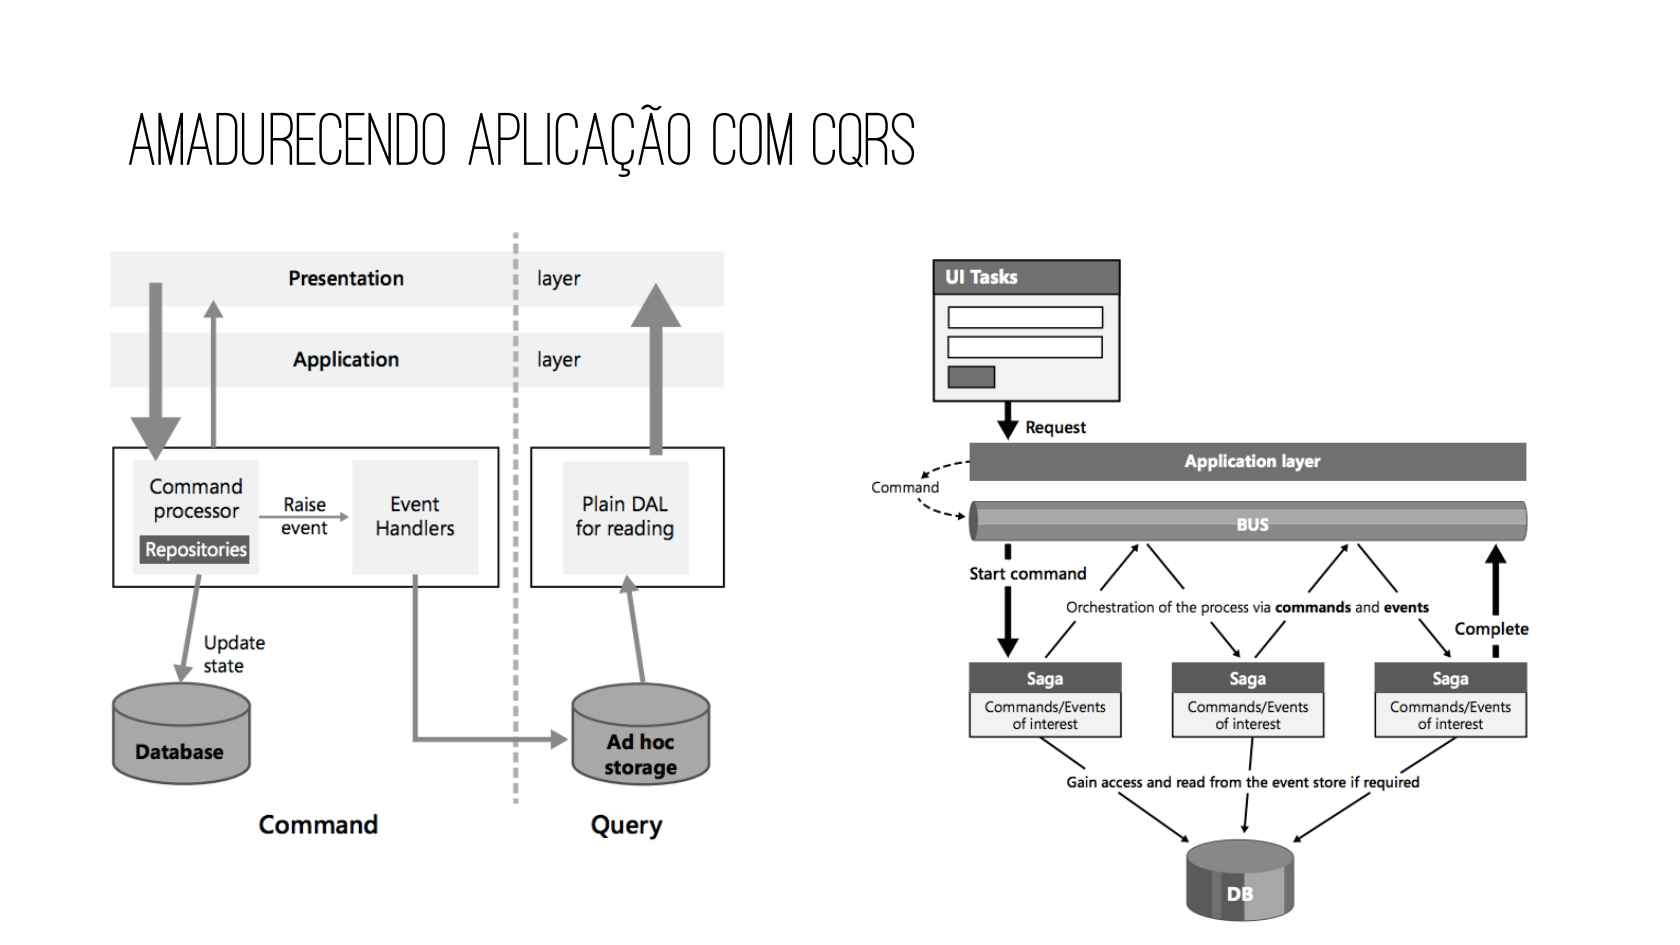 AMADURECENDO APLICAÇÃO COM CQRS
Presentation layer
Application layer
Command
processor
Repositories
Raise
event
Event
Handlers
Plain DAL
for reading
Update
state
Database
Ad hoc
storage
Command
Query
UI Tasks
Request
Application layer
Command
BUS
Start command
Orchestration of the process via commands and events
Complete
Saga
Commands/Events
of interest
Saga
Commands/Events
of interest
Saga
Commands/Events
of interest
Gain access and read from the event store if required
DB